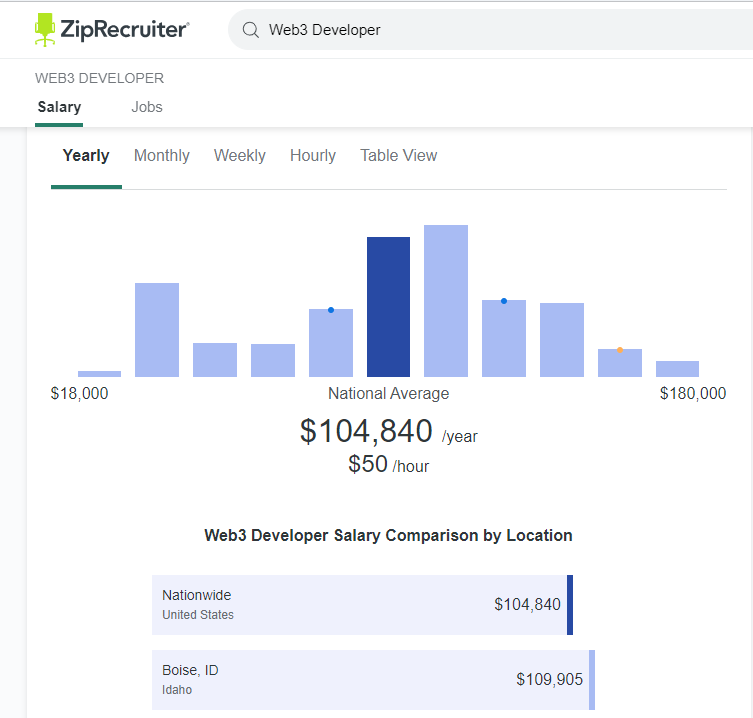 ZipRecruiter®
Web3 Developer
WEB3 DEVELOPER
Salary Jobs
Yearly Monthly Weekly Hourly Table View
$18,000 National Average $180,000
$104,840 /year
$50 /hour
Web3 Developer Salary Comparison by Location
Nationwide
United States
$104,840
Boise, ID
Idaho
$109,905